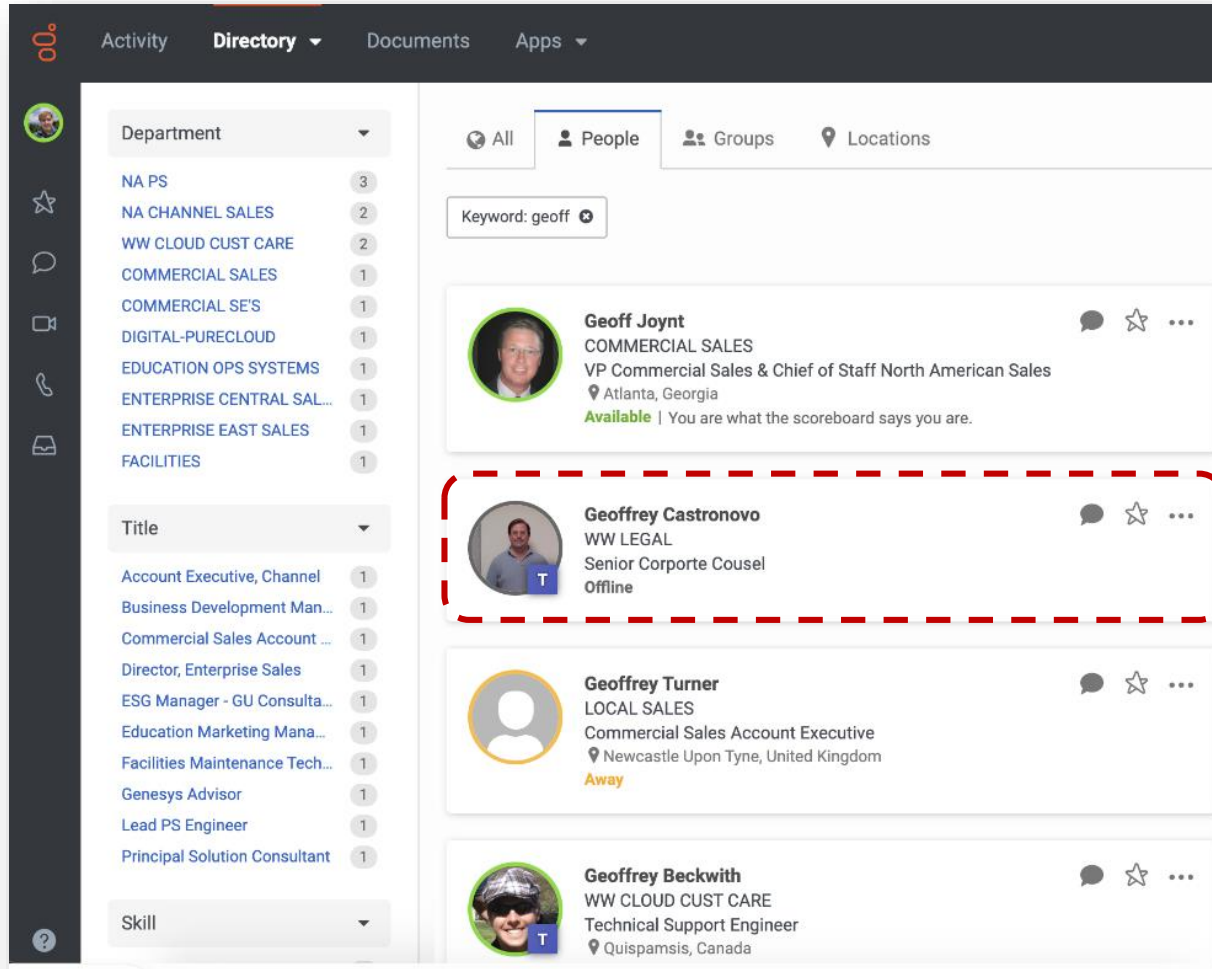 Activity Directory Documents Apps
Department
NA PS 3
NA CHANNEL SALES 2
WW CLOUD CUST CARE 2
COMMERCIAL SALES 1
COMMERCIAL SE'S 1
DIGITAL-PURECLOUD 1
EDUCATION OPS SYSTEMS 1
ENTERPRISE CENTRAL SAL... 1
ENTERPRISE EAST SALES 1
FACILITIES 1
Title
Account Executive, Channel 1
Business Development Man... 1
Commercial Sales Account ... 1
Director, Enterprise Sales 1
ESG Manager - GU Consulta... 1
Education Marketing Mana... 1
Facilities Maintenance Tech... 1
Genesys Advisor 1
Lead PS Engineer 1
Principal Solution Consultant 1
Skill
All People Groups Locations
Keyword: geoff
Geoff Joynt
COMMERCIAL SALES
VP Commercial Sales & Chief of Staff North American Sales
Atlanta, Georgia
Available | You are what the scoreboard says you are.
Geoffrey Castronovo
WW LEGAL
Senior Corporte Cousel
Offline
T
Geoffrey Turner
LOCAL SALES
Commercial Sales Account Executive
Newcastle Upon Tyne, United Kingdom
Away
Geoffrey Beckwith
WW CLOUD CUST CARE
Technical Support Engineer
Quispamsis, Canada
T
?